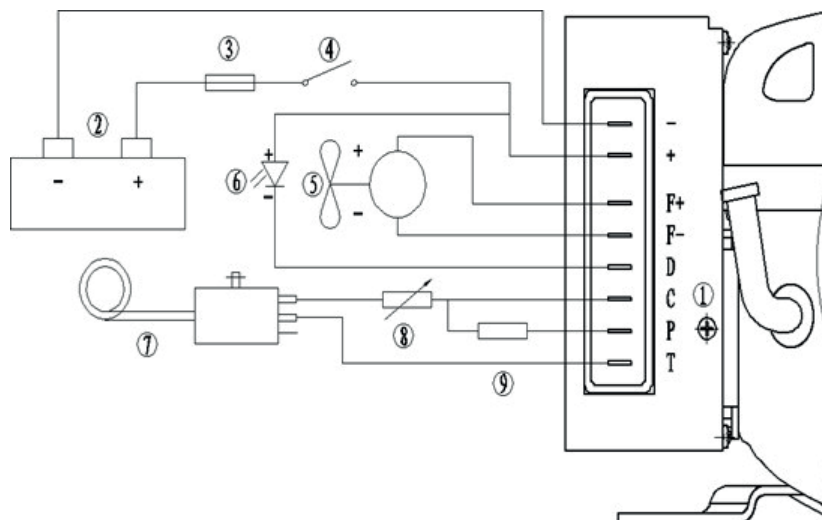 ③ ④
②
- +
⑥ + -
⑤ + -
-
+
F+
F-
D
C ①
P
T
⑦ ⑧
⑨